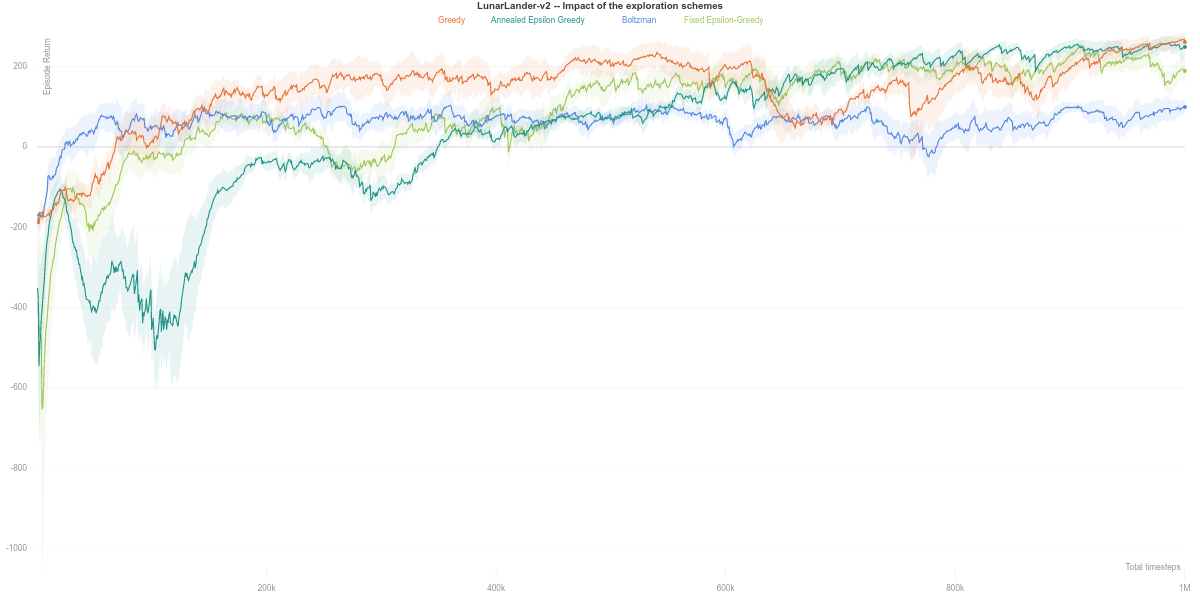 LunarLander-v2 -- Impact of the exploration schemes
Greedy Annealed Epsilon Greedy Boltzman Fixed Epsilon-Greedy
Episode Return
200
0
-200
-400
-600
-800
-1000
Total timesteps
200k 400k 600k 800k 1M